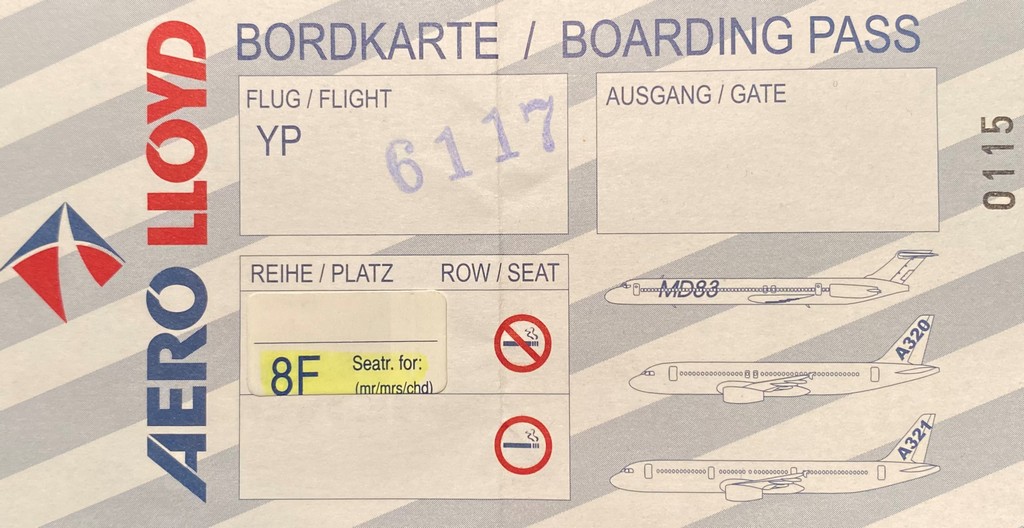 AERO LLOYD
BORDKARTE / BOARDING PASS
FLUG / FLIGHT
YP 6117
AUSGANG / GATE
0115
REIHE / PLATZ ROW / SEAT
8F Seatr. for:
(mr/mrs/chd)
MD83
A320
A321